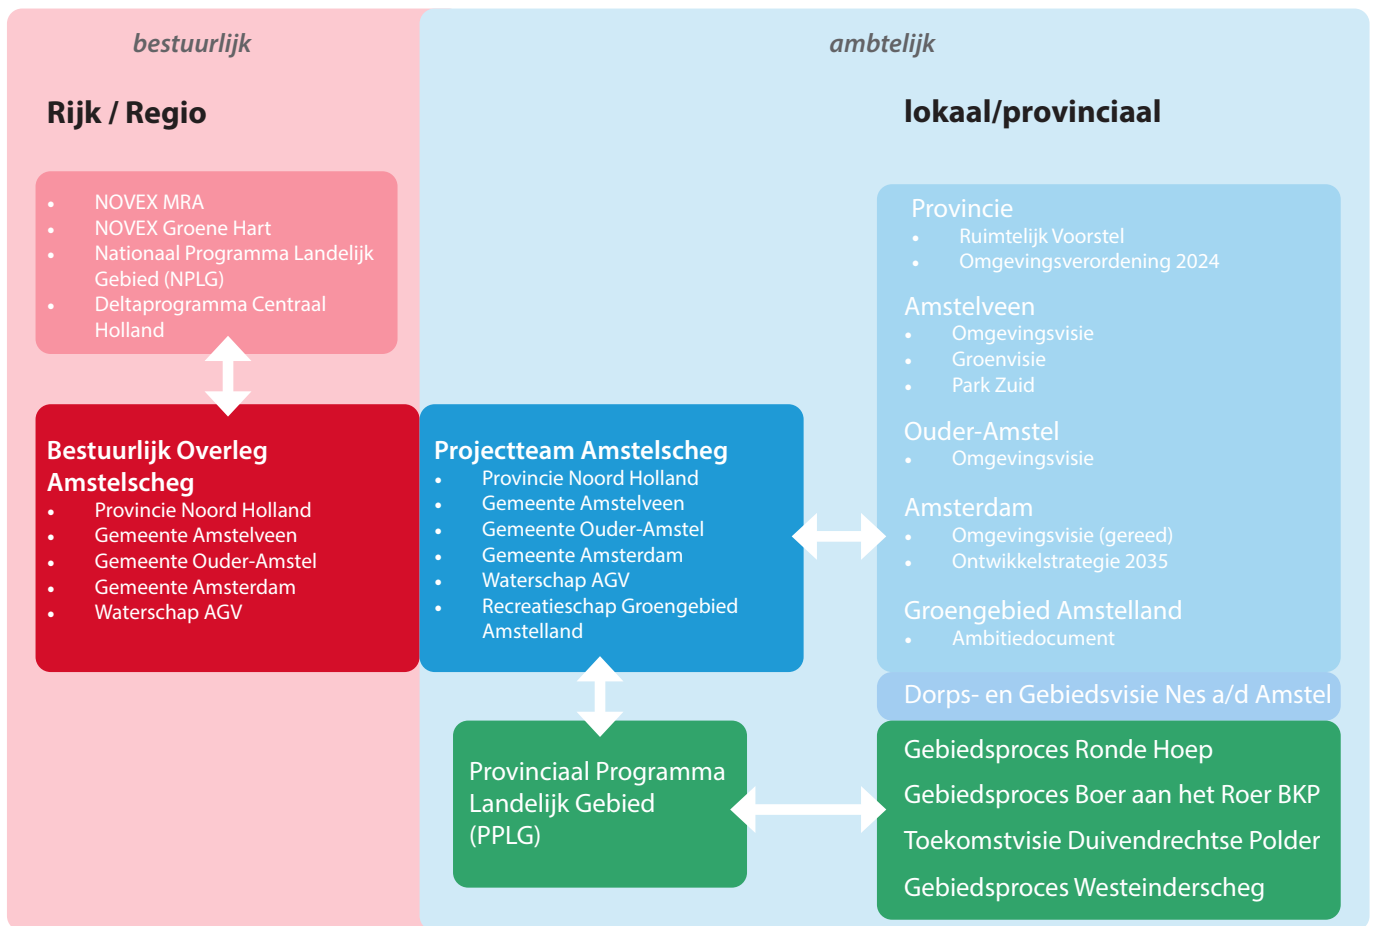 bestuurlijk
ambtelijk
Rijk / Regio
lokaal/provinciaal
• NOVEX MRA
• NOVEX Groene Hart
• Nationaal Programma Landelijk
Gebied (NPLG)
• Deltaprogramma Centraal
Holland
Bestuurlijk Overleg
Amstelscheg
• Provincie Noord Holland
• Gemeente Amstelveen
• Gemeente Ouder-Amstel
• Gemeente Amsterdam
• Waterschap AGV
Projectteam Amstelscheg
• Provincie Noord Holland
• Gemeente Amstelveen
• Gemeente Ouder-Amstel
• Gemeente Amsterdam
• Waterschap AGV
• Recreatieschap Groengebied
Amstelland
Provinciaal Programma
Landelijk Gebied
(PPLG)
Provincie
• Ruimtelijk Voorstel
• Omgevingsverordening 2024
Amstelveen
• Omgevingsvisie
• Groenvisie
• Park Zuid
Ouder-Amstel
• Omgevingsvisie
Amsterdam
• Omgevingsvisie (gereed)
• Ontwikkelstrategie 2035
Groengebied Amstelland
• Ambitiedocument
Dorps- en Gebiedsvisie Nes a/d Amstel
Gebiedsproces Ronde Hoep
Gebiedsproces Boer aan het Roer BKP
Toekomstvisie Duivendrechtse Polder
Gebiedsproces Westeinderscheg